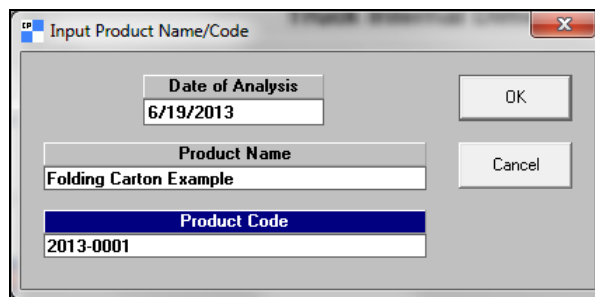 CP
Input Product Name/Code
Date of Analysis
6/19/2013
OK
Product Name
Folding Carton Example
Cancel
Product Code
2013-0001